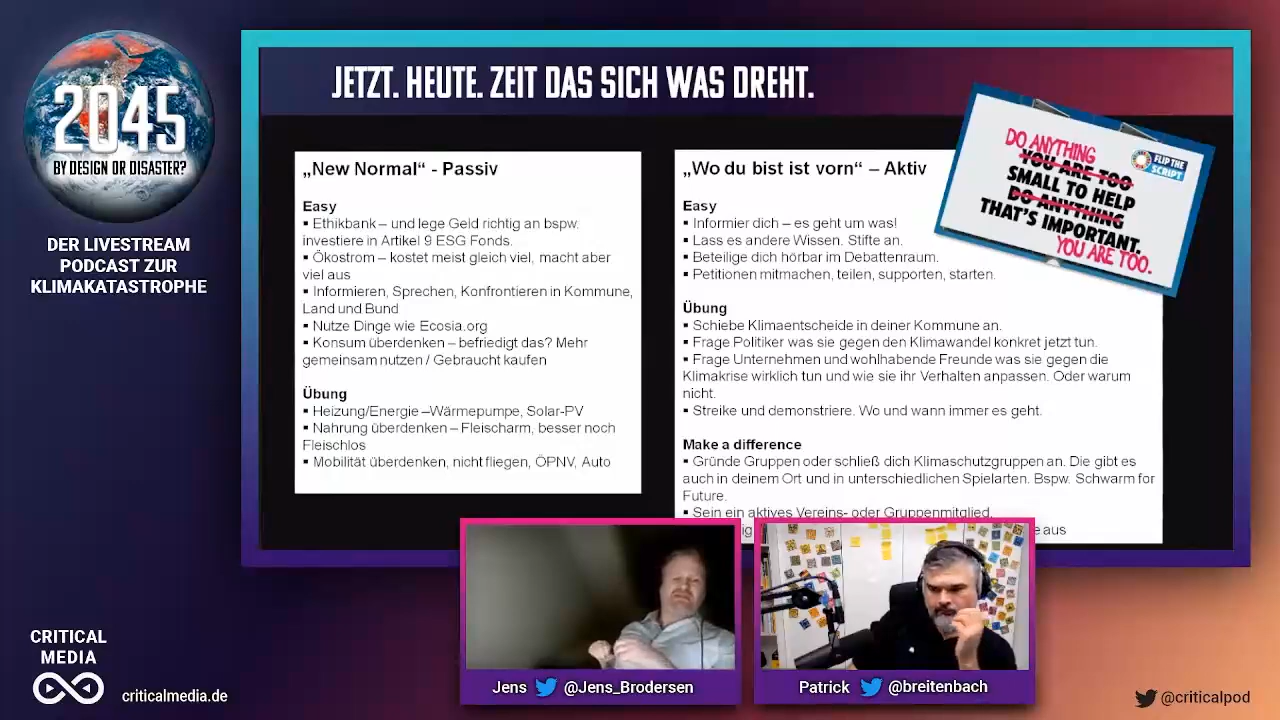 2045
BY DESIGN OR DISASTER?
DER LIVESTREAM
PODCAST ZUR
KLIMAKATASTROPHE
JETZT. HEUTE. ZEIT DAS SICH WAS DREHT.
„New Normal“ - Passiv
Easy
▪ Ethikbank – und lege Geld richtig an bspw.
investiere in Artikel 9 ESG Fonds.
▪ Ökostrom – kostet meist gleich viel, macht aber
viel aus
▪ Informieren, Sprechen, Konfrontieren in Kommune,
Land und Bund
▪ Nutze Dinge wie Ecosia.org
▪ Konsum überdenken – befriedigt das? Mehr
gemeinsam nutzen / Gebraucht kaufen
Übung
▪ Heizung/Energie –Wärmepumpe, Solar-PV
▪ Nahrung überdenken – Fleischarm, besser noch
Fleischlos
▪ Mobilität überdenken, nicht fliegen, ÖPNV, Auto
„Wo du bist ist vorn“ – Aktiv
Easy
▪ Informier dich – es geht um was!
▪ Lass es andere Wissen. Stifte an.
▪ Beteilige dich hörbar im Debattenraum.
▪ Petitionen mitmachen, teilen, supporten, starten.
Übung
▪ Schiebe Klimaentscheide in deiner Kommune an.
▪ Frage Politiker was sie gegen den Klimawandel konkret jetzt tun.
▪ Frage Unternehmen und wohlhabende Freunde was sie gegen die
Klimakrise wirklich tun und wie sie ihr Verhalten anpassen. Oder warum
nicht.
▪ Streike und demonstriere. Wo und wann immer es geht.
Make a difference
▪ Gründe Gruppen oder schließ dich Klimaschutzgruppen an. Die gibt es
auch in deinem Ort und in unterschiedlichen Spielarten. Bspw. Schwarm for
Future.
▪ Sein ein aktives Vereins- oder Gruppenmitglied.
aus
DO ANYTHING
YOU ARE TOO
SMALL TO HELP
DO ANYTHING
THAT'S IMPORTANT.
YOU ARE TOO.
FLIP THE
SCRIPT
Jens @Jens_Brodersen
Patrick @breitenbach
CRITICAL
MEDIA
criticalmedia.de
@criticalpod